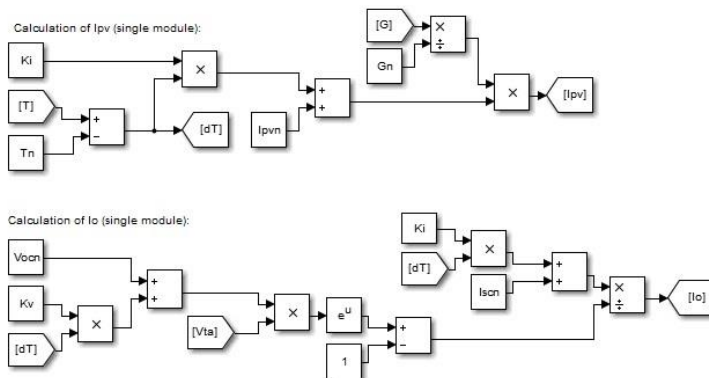 Calculation of Ipv (single module):
Ki
[T]
Tn
+
−
×
[dT]
Ipvn
+
+
[G]
Gn
×
÷
×
[Ipv]
Calculation of Io (single module):
Vocn
Kv
[dT]
×
+
+
[Vta]
×
e^u
1
+
−
Ki
[dT]
×
Iscn
+
+
×
÷
[Io]